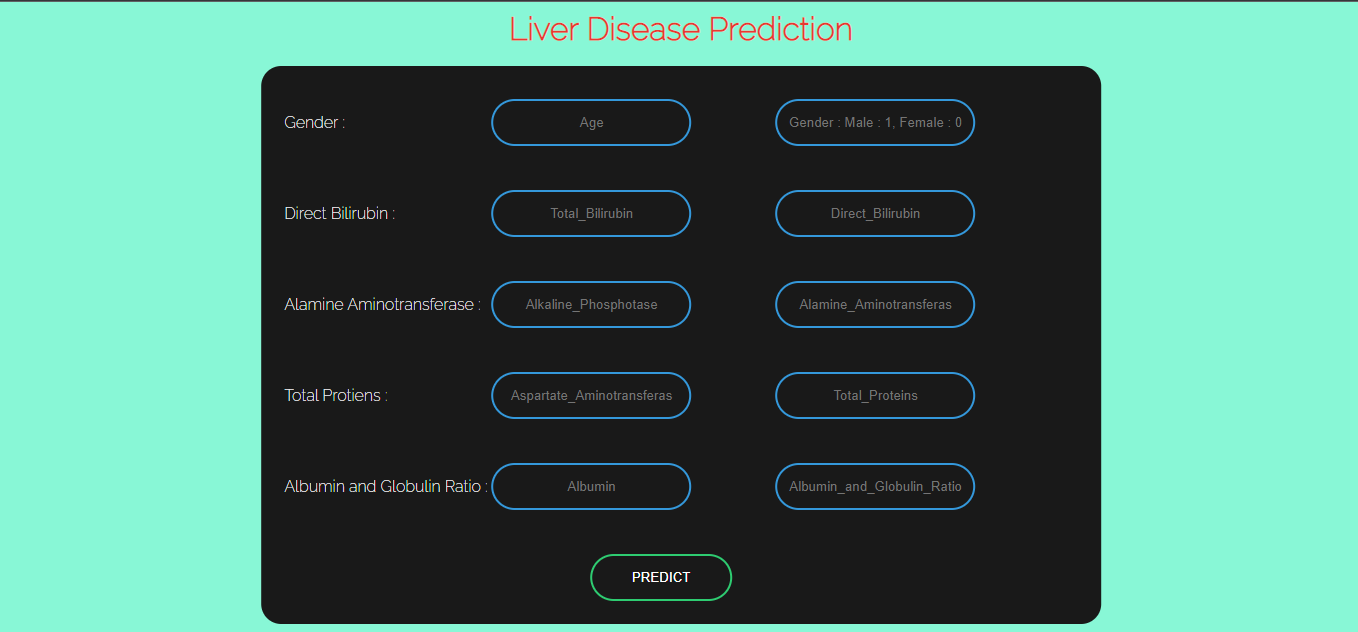 Liver Disease Prediction
Gender : Age Gender : Male : 1, Female : 0
Direct Bilirubin : Total_Bilirubin Direct_Bilirubin
Alamine Aminotransferase : Alkaline_Phosphotase Alamine_Aminotransferas
Total Protiens : Aspartate_Aminotransferas Total_Proteins
Albumin and Globulin Ratio : Albumin Albumin_and_Globulin_Ratio
PREDICT